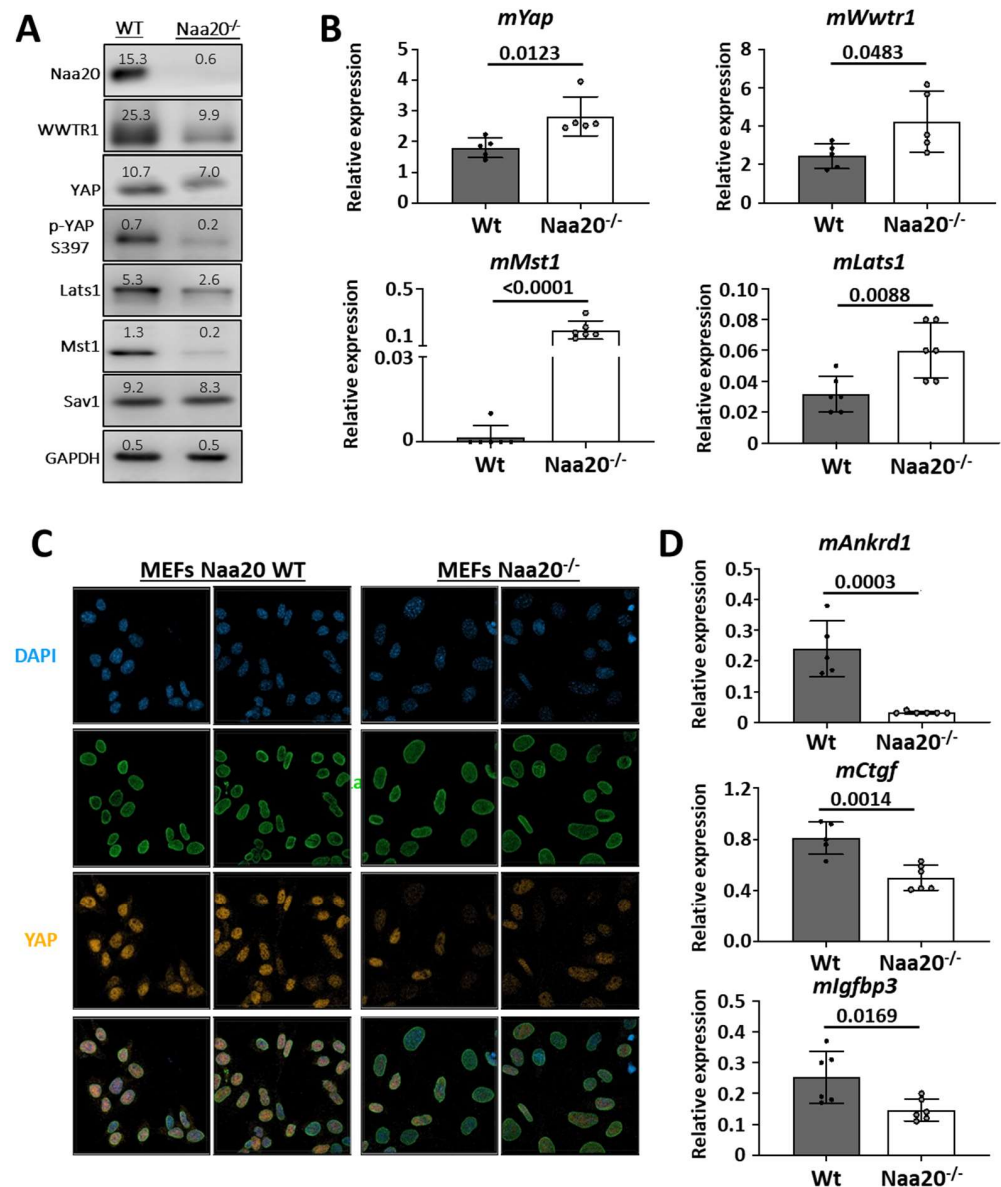 A
WT Naa20-/-
Naa20 15.3 0.6
WWTR1 25.3 9.9
YAP 10.7 7.0
p-YAP S397 0.7 0.2
Lats1 5.3 2.6
Mst1 1.3 0.2
Sav1 9.2 8.3
GAPDH 0.5 0.5
B
mYap
0.0123
Relative expression
5
4
3
2
1
0
Wt Naa20-/-
mWwtr1
0.0483
Relative expression
8
6
4
2
0
Wt Naa20-/-
mMst1
<0.0001
Relative expression
0.5
0.1
0.03
0
Wt Naa20-/-
mLats1
0.0088
Relative expression
0.10
0.08
0.06
0.04
0.02
0
Wt Naa20-/-
C
MEFs Naa20 WT MEFs Naa20-/-
DAPI
YAP
D
mAnkrd1
0.0003
Relative expression
0.5
0.4
0.3
0.2
0.1
0
Wt Naa20-/-
mCtgf
0.0014
Relative expression
1.2
0.8
0.4
0.0
Wt Naa20-/-
mIgfbp3
0.0169
Relative expression
0.5
0.4
0.3
0.2
0.1
0
Wt Naa20-/-